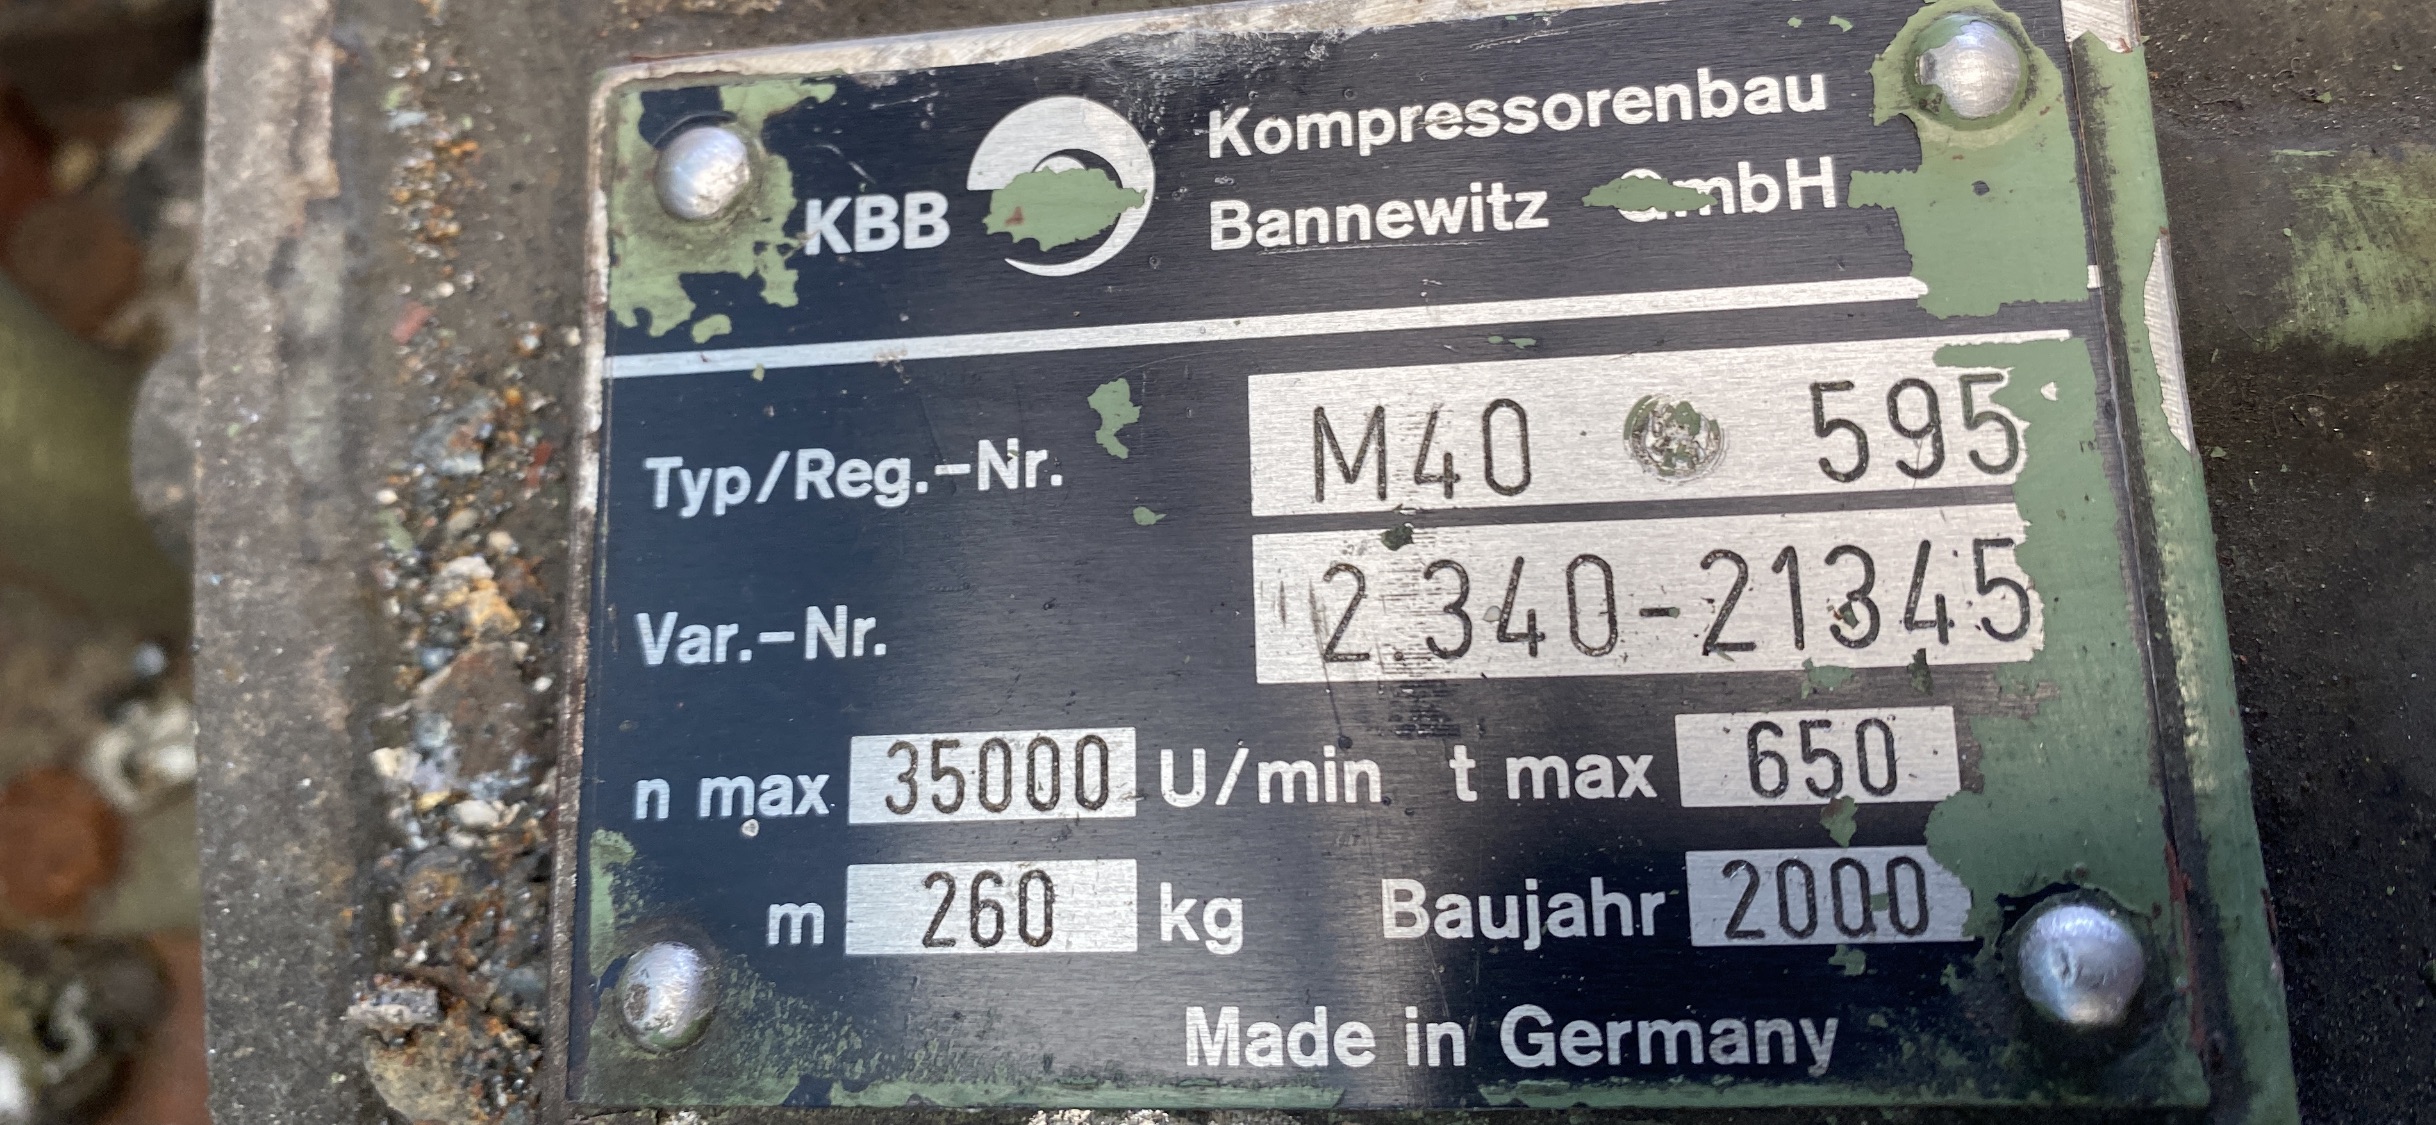 KBB
Kompressorenbau
Bannewitz GmbH
Typ/Reg.-Nr. M40 595
Var.-Nr. 2.340-21345
n max 35000 U/min t max 650
m 260 kg Baujahr 2000
Made in Germany